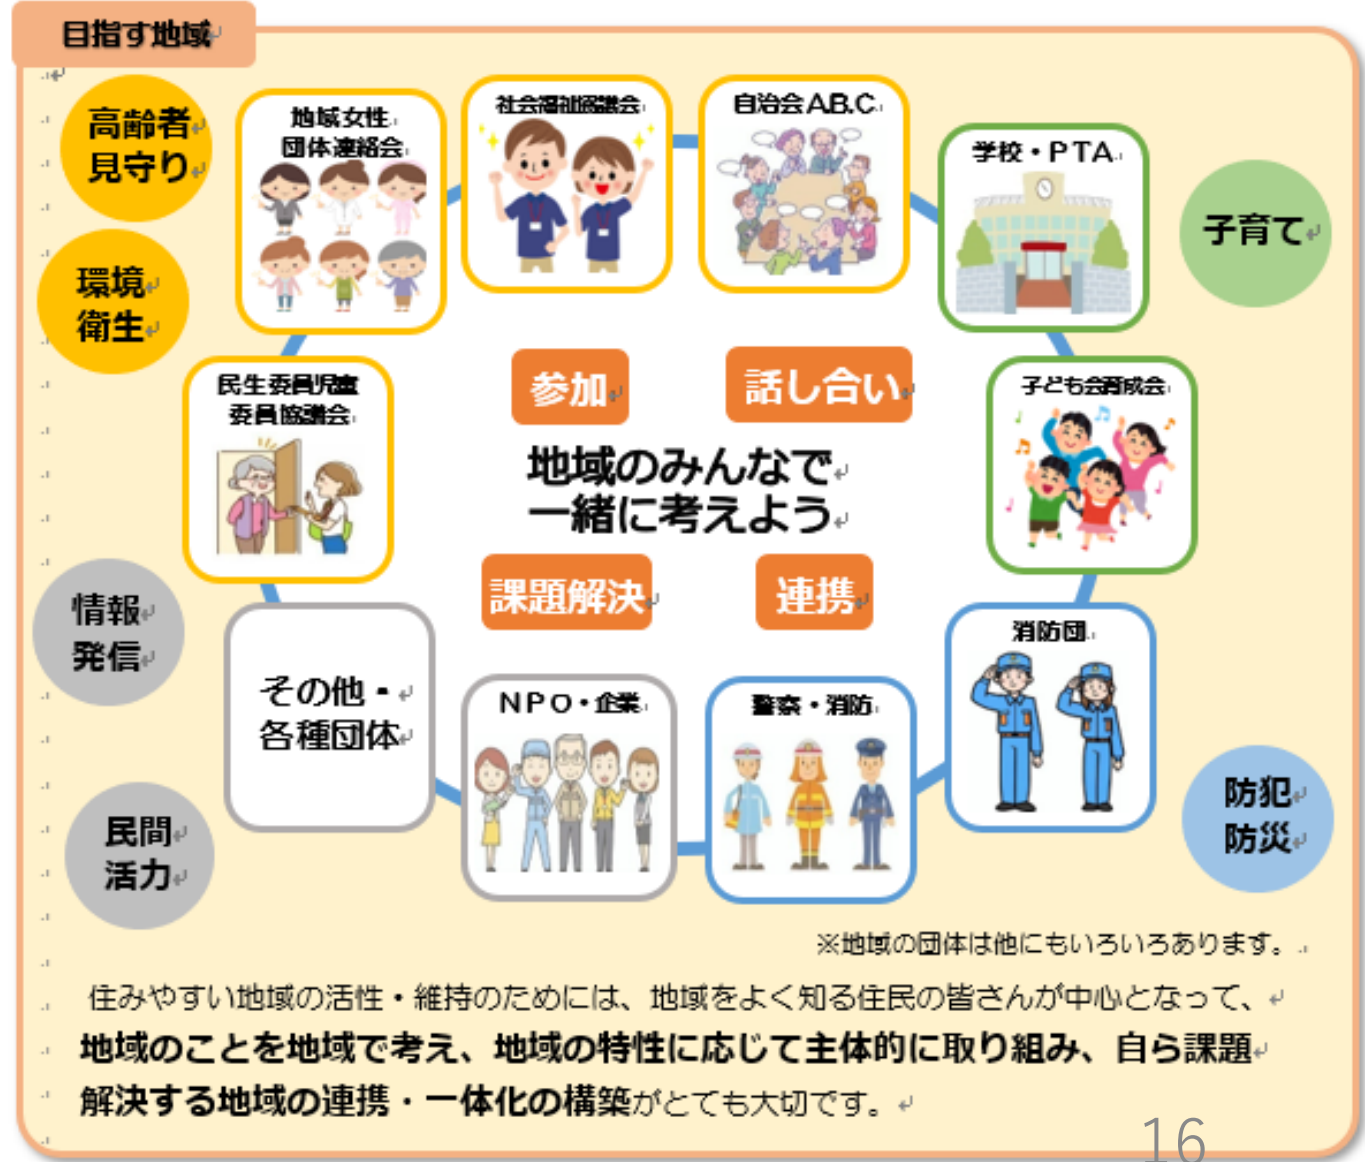 目指す地域
高齢者
見守り
環境
衛生
地域女性
団体連絡会
社会福祉協議会
自治会A.B.C
学校・PTA
子育て
民生委員児童
委員協議会
参加
話し合い
子ども会育成会
地域のみんなで
一緒に考えよう
課題解決
連携
情報
発信
その他・
各種団体
NPO・企業
警察・消防
消防団
民間
活力
防犯
防災
※地域の団体は他にもいろいろあります。
住みやすい地域の活性・維持のためには、地域をよく知る住民の皆さんが中心となって、
地域のことを地域で考え、地域の特性に応じて主体的に取り組み、自ら課題
解決する地域の連携・一体化の構築がとても大切です。
16